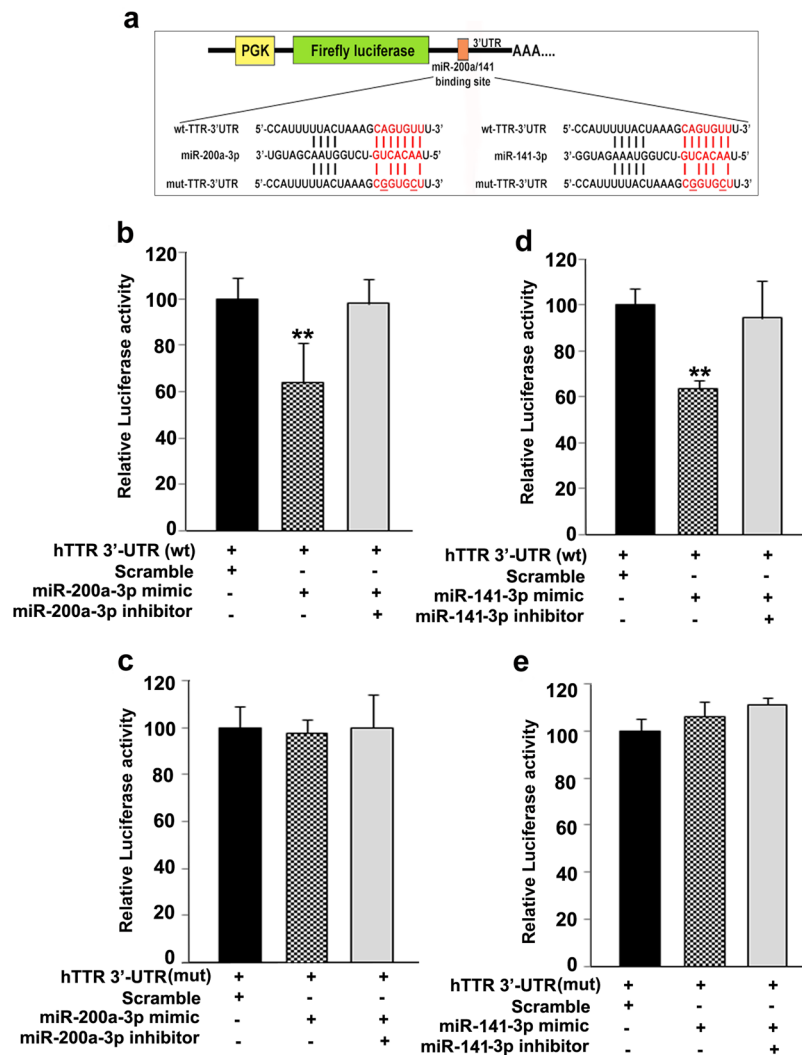 a
PGK Firefly luciferase 3'UTR AAA....
miR-200a/141
binding site
wt-TTR-3'UTR 5'-CCAUUUUUACUAAAGCAGUGUUU-3'
miR-200a-3p 3'-UGUAGCAAUGGUCU-GUCACAAU-5'
mut-TTR-3'UTR 5'-CCAUUUUUACUAAAGCGGUGCUU-3'
wt-TTR-3'UTR 5'-CCAUUUUUACUAAAGCAGUGUUU-3'
miR-141-3p 3'-GGUAGAAAUGGUCU-GUCACAAU-5'
mut-TTR-3'UTR 5'-CCAUUUUUACUAAAGCGGUGCUU-3'
b
Relative Luciferase activity
120
100
80
60
40
20
0
**
hTTR 3'-UTR (wt) + + +
Scramble + - -
miR-200a-3p mimic - + +
miR-200a-3p inhibitor - - +
d
Relative Luciferase activity
120
100
80
60
40
20
0
**
hTTR 3'-UTR (wt) + + +
Scramble + - -
miR-141-3p mimic - + +
miR-141-3p inhibitor - - +
c
Relative Luciferase activity
120
100
80
60
40
20
0
hTTR 3'-UTR(mut) + + +
Scramble + - -
miR-200a-3p mimic - + +
miR-200a-3p inhibitor - - +
e
Relative Luciferase activity
120
100
80
60
40
20
0
hTTR 3'-UTR(mut) + + +
Scramble + - -
miR-141-3p mimic - + +
miR-141-3p inhibitor - - +